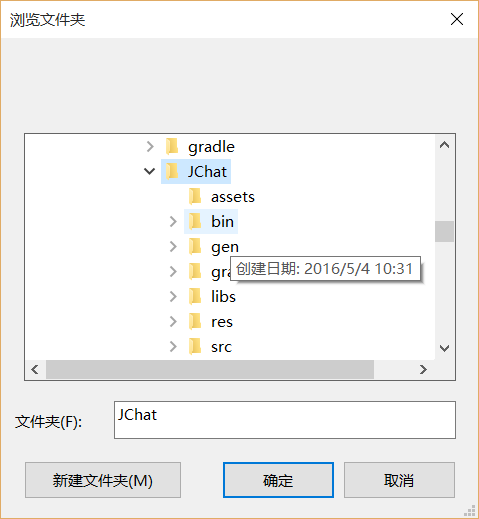 浏览文件夹
gradle
JChat
assets
bin
gen
gra
创建日期: 2016/5/4 10:31
libs
res
src
文件夹(F):
JChat
新建文件夹(M)
确定
取消